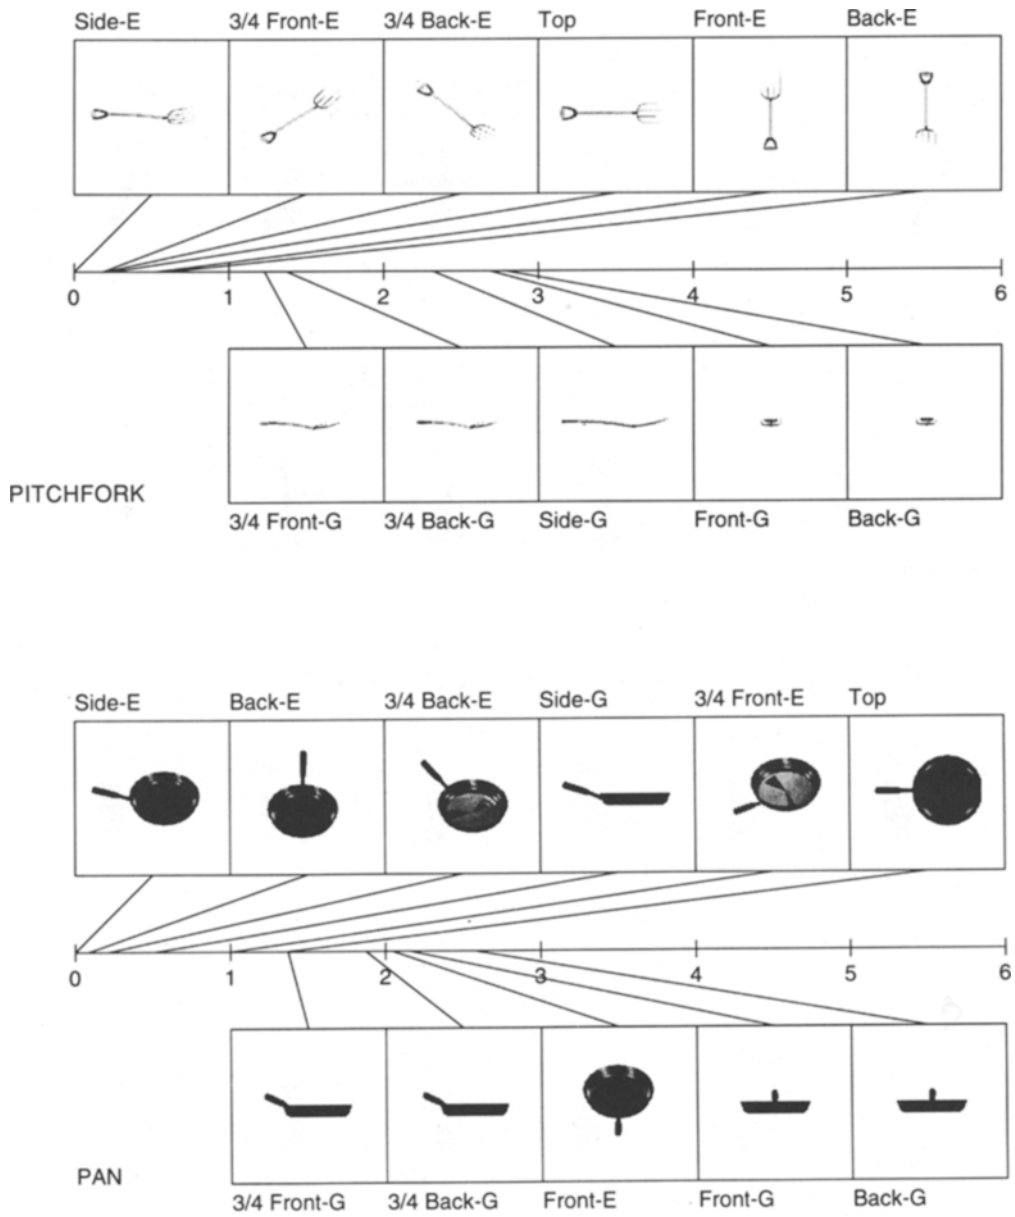 Side-E 3/4 Front-E 3/4 Back-E Top Front-E Back-E
0 1 2 3 4 5 6
PITCHFORK
3/4 Front-G 3/4 Back-G Side-G Front-G Back-G
Side-E Back-E 3/4 Back-E Side-G 3/4 Front-E Top
0 1 2 3 4 5 6
PAN
3/4 Front-G 3/4 Back-G Front-E Front-G Back-G